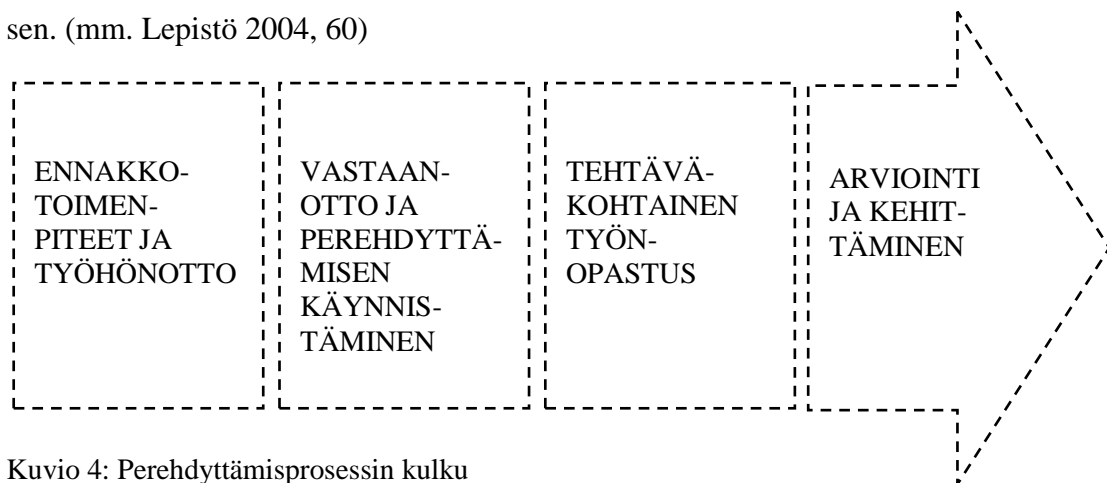 sen. (mm. Lepistö 2004, 60)
ENNAKKO-
TOIMEN-
PITEET JA
TYÖHÖNOTTO
VASTAAN-
OTTO JA
PEREHDYTTÄ-
MISEN
KÄYNNIS-
TÄMINEN
TEHTÄVÄ-
KOHTAINEN
TYÖN-
OPASTUS
ARVIOINTI
JA KEHIT-
TÄMINEN
Kuvio 4: Perehdyttämisprosessin kulku